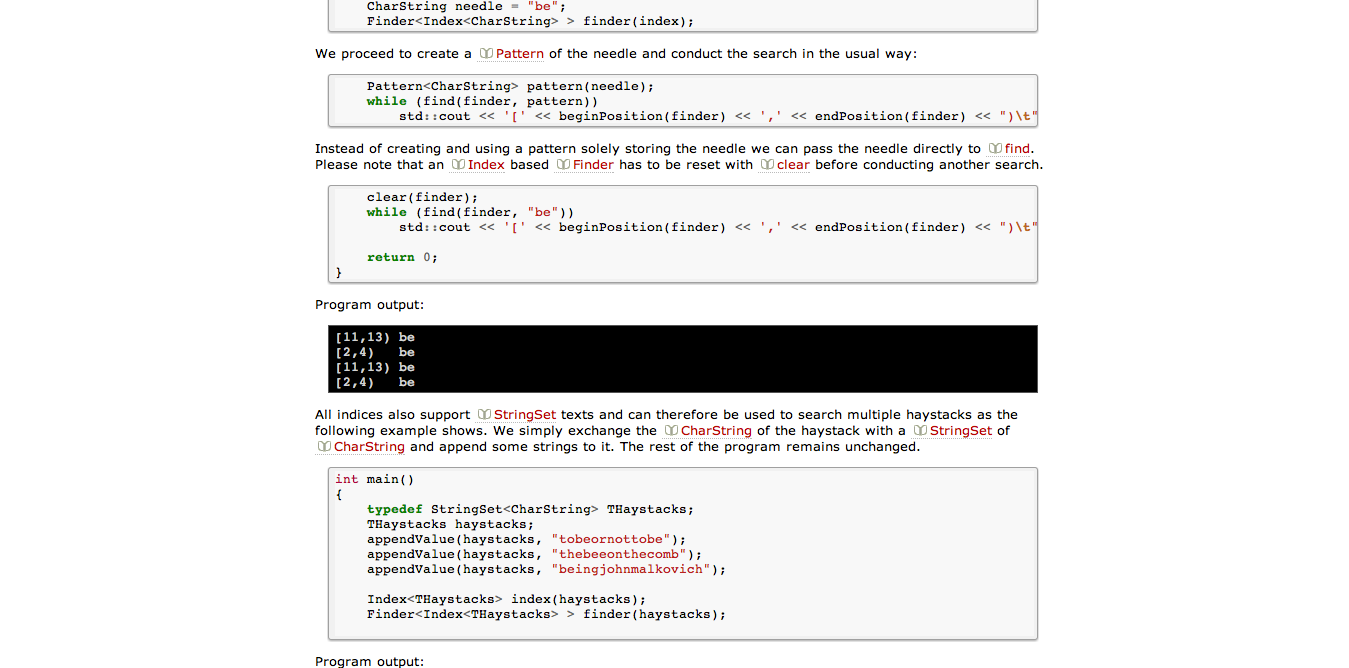 CharString needle = "be";
Finder<Index<CharString> > finder(index);
We proceed to create a Pattern of the needle and conduct the search in the usual way:
Pattern<CharString> pattern(needle);
while (find(finder, pattern))
std::cout << '[' << beginPosition(finder) << ',' << endPosition(finder) << ")\t"
Instead of creating and using a pattern solely storing the needle we can pass the needle directly to find.
Please note that an Index based Finder has to be reset with clear before conducting another search.
clear(finder);
while (find(finder, "be"))
std::cout << '[' << beginPosition(finder) << ',' << endPosition(finder) << ")\t"
return 0;
}
Program output:
[11,13) be
[2,4) be
[11,13) be
[2,4) be
All indices also support StringSet texts and can therefore be used to search multiple haystacks as the
following example shows. We simply exchange the CharString of the haystack with a StringSet of
CharString and append some strings to it. The rest of the program remains unchanged.
int main()
{
typedef StringSet<CharString> THaystacks;
THaystacks haystacks;
appendValue(haystacks, "tobeornottobe");
appendValue(haystacks, "thebeeonthecomb");
appendValue(haystacks, "beingjohnmalkovich");
Index<THaystacks> index(haystacks);
Finder<Index<THaystacks> > finder(haystacks);
Program output: